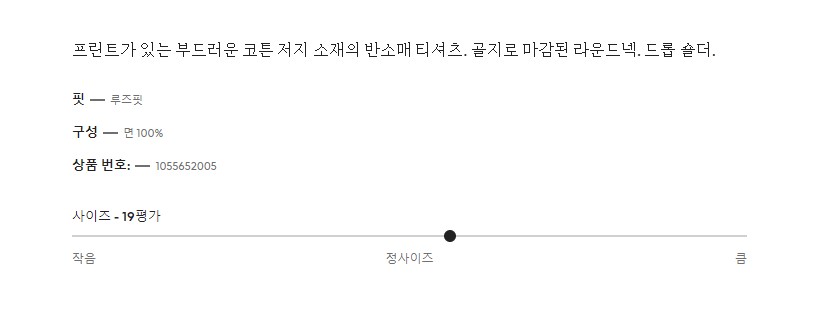 프린트가 있는 부드러운 코튼 저지 소재의 반소매 티셔츠. 골지로 마감된 라운드넥. 드롭 숄더.
핏 — 루즈핏
구성 — 면 100%
상품 번호: — 1055652005
사이즈 - 19평가
작음 정사이즈 큼